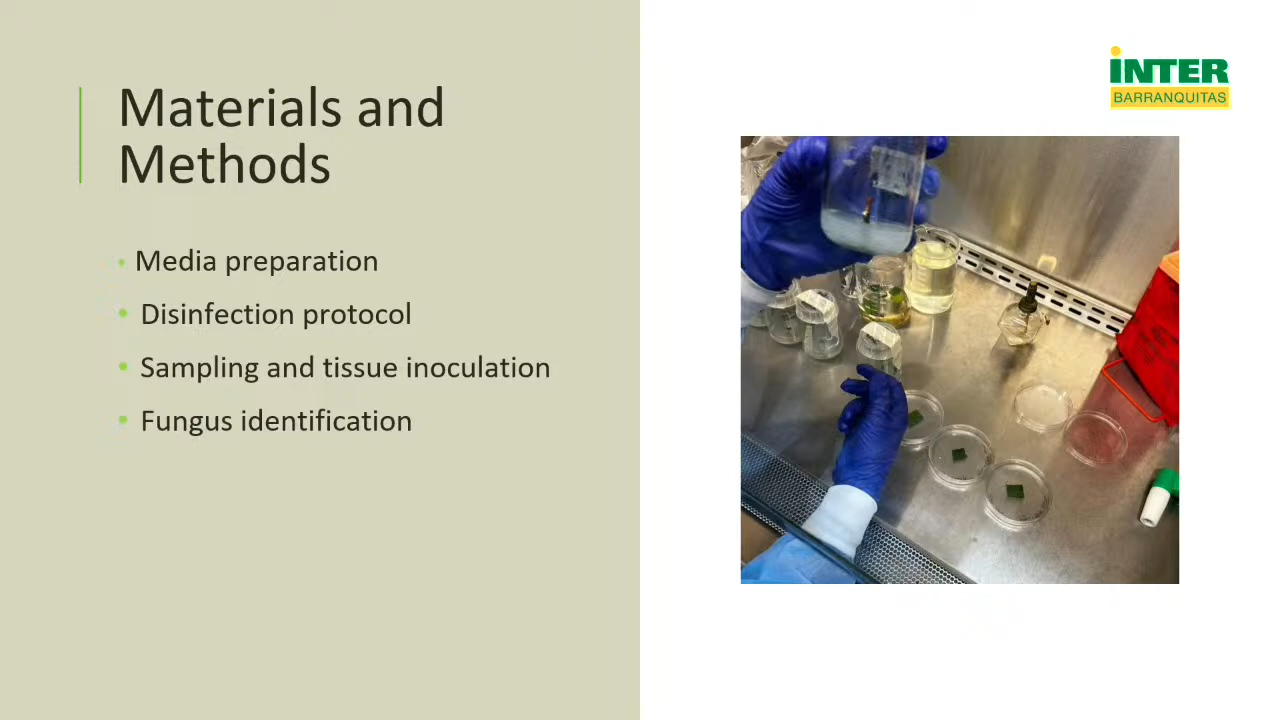 Materials and
Methods
• Media preparation
• Disinfection protocol
• Sampling and tissue inoculation
• Fungus identification
iNTER
BARRANQUITAS